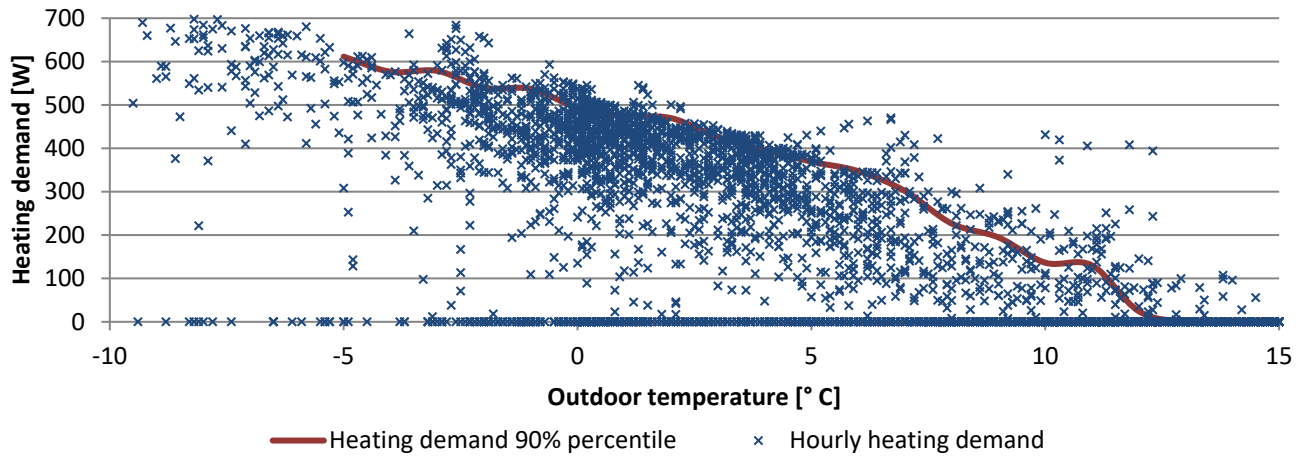 Heating demand [W]
700
600
500
400
300
200
100
0
-10 -5 0 5 10 15
Outdoor temperature [° C]
Heating demand 90% percentile Hourly heating demand